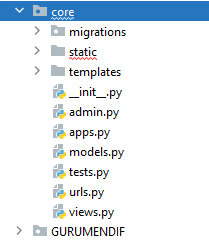 core
migrations
static
templates
__init__.py
admin.py
apps.py
models.py
tests.py
urls.py
views.py
GURUMENDIF